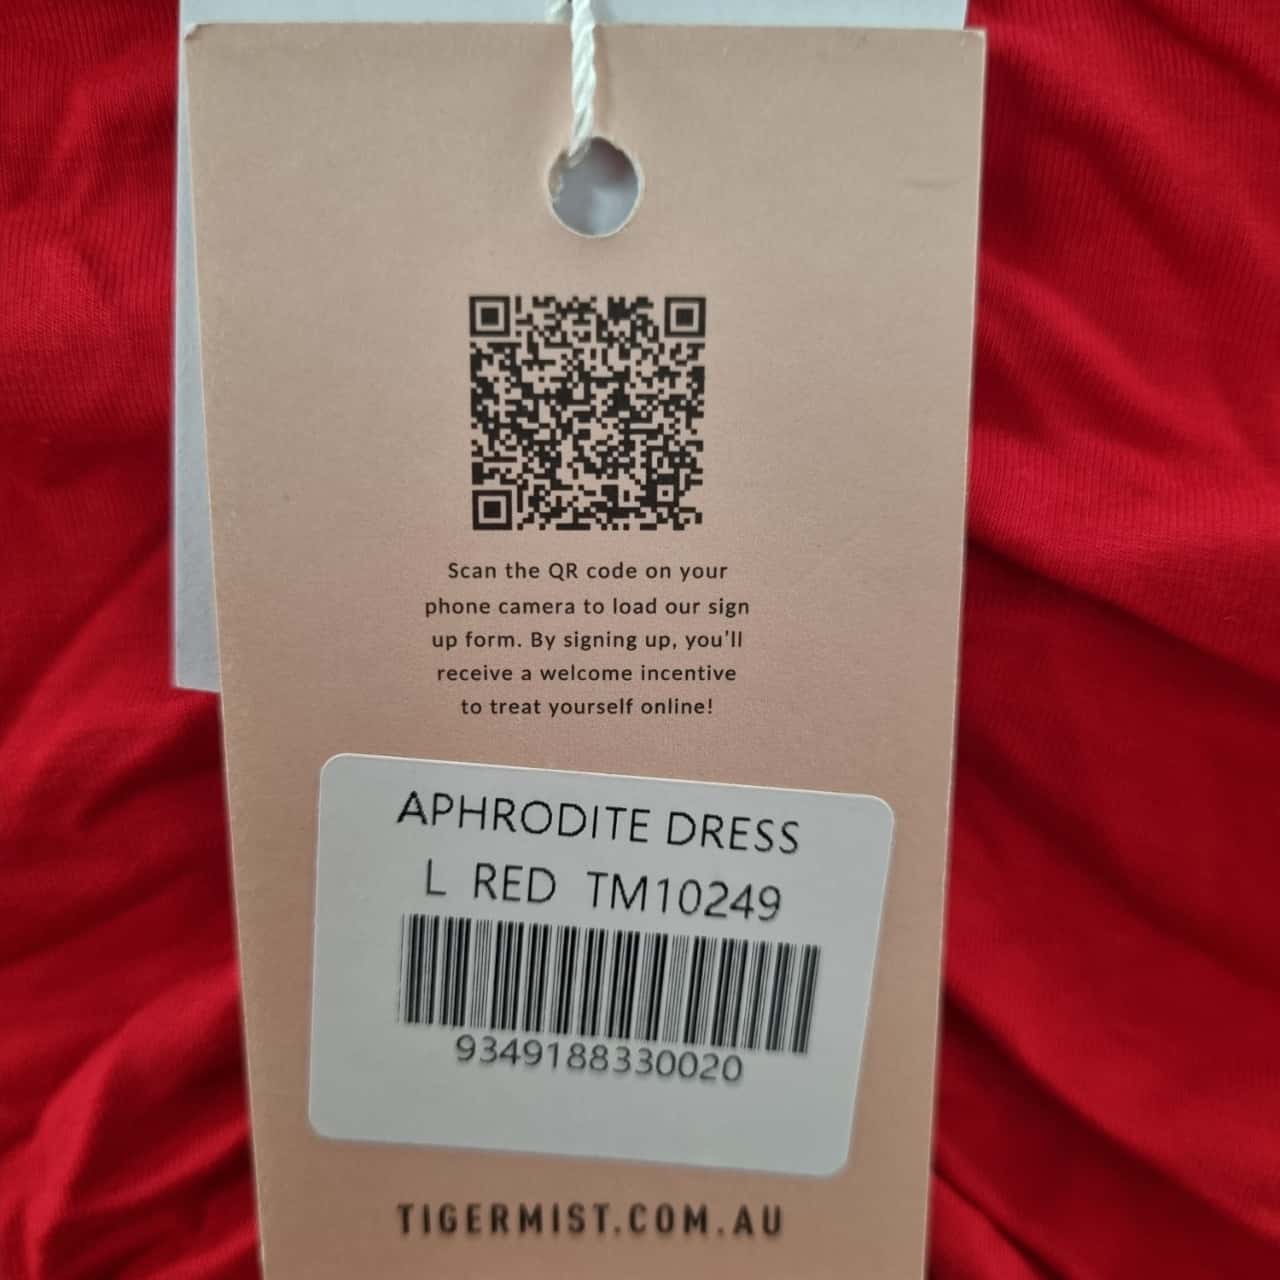 Scan the QR code on your
phone camera to load our sign
up form. By signing up, you'll
receive a welcome incentive
to treat yourself online!
APHRODITE DRESS
L RED TM10249
9349188330020
TIGERMIST.COM.AU